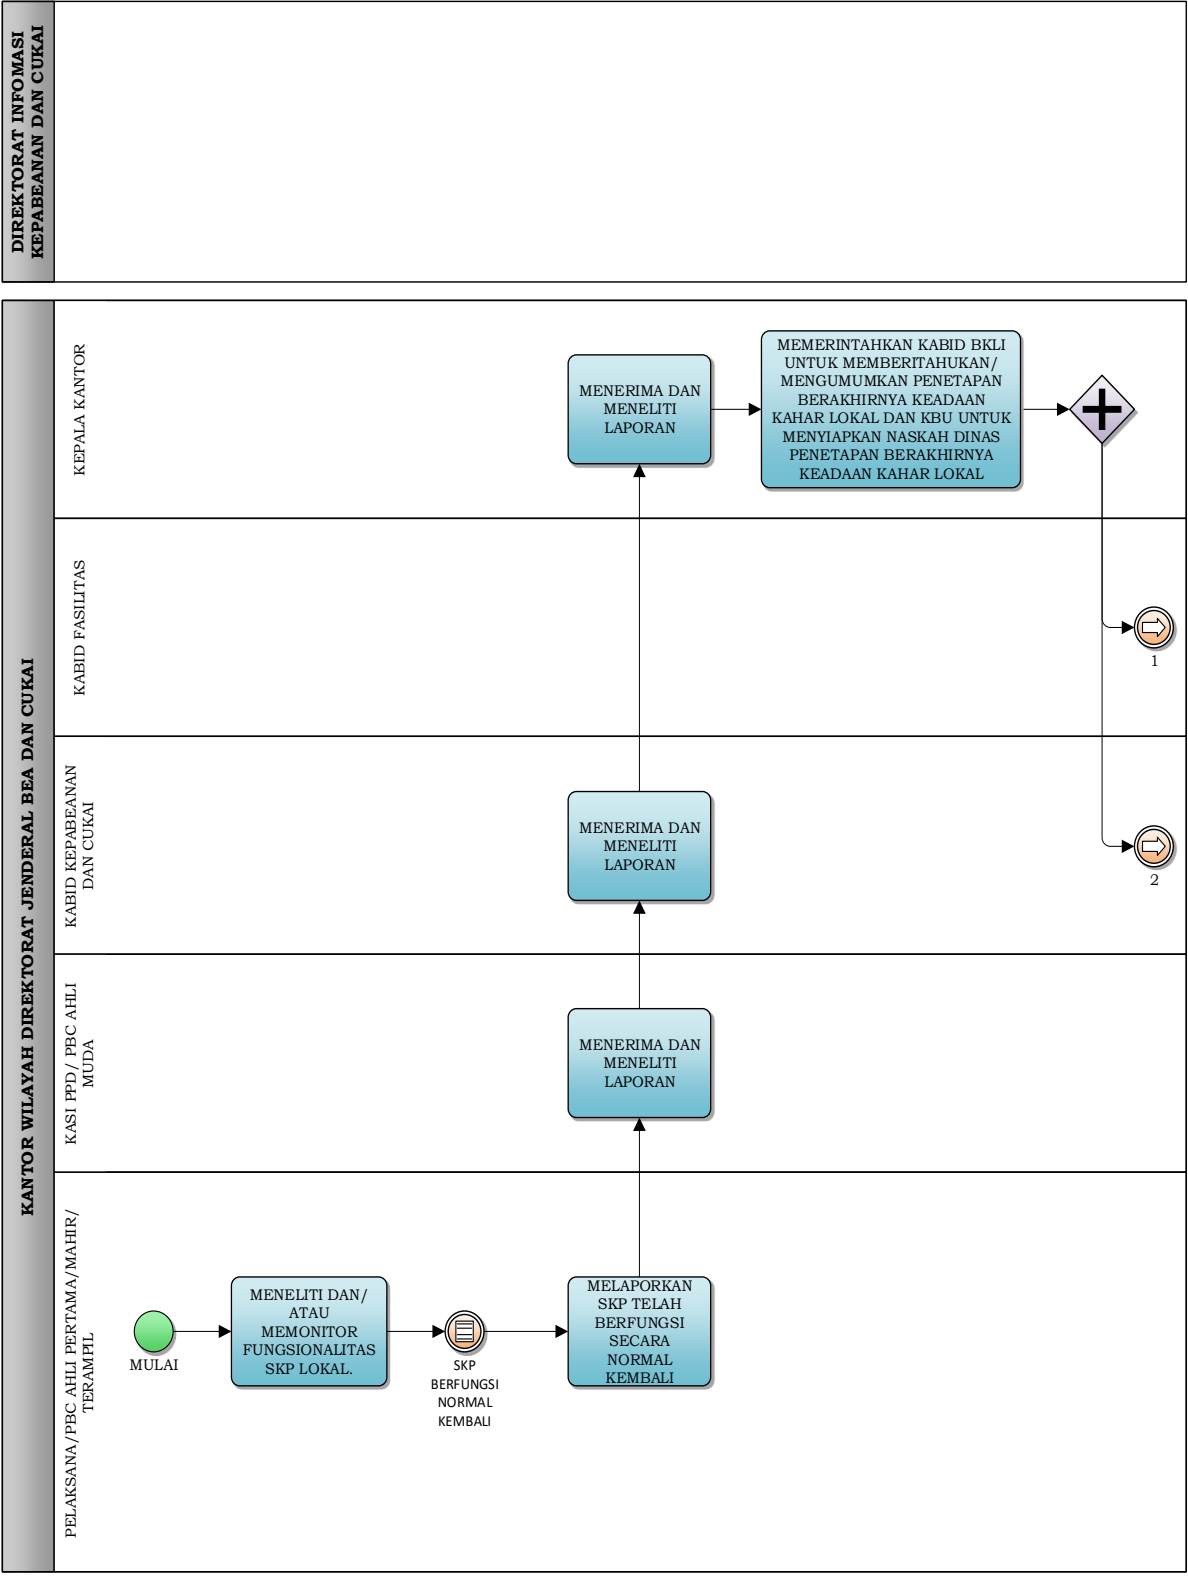 DIREKTORAT INFOMASI
KEPABEANAN DAN CUKAI
KANTOR WILAYAH DIREKTORAT JENDERAL BEA DAN CUKAI
KEPALA KANTOR
MENERIMA DAN
MENELITI
LAPORAN
MEMERINTAHKAN KABID BKLI
UNTUK MEMBERITAHUKAN/
MENGUMUMKAN PENETAPAN
BERAKHIRNYA KEADAAN
KAHAR LOKAL DAN KBU UNTUK
MENYIAPKAN NASKAH DINAS
PENETAPAN BERAKHIRNYA
KEADAAN KAHAR LOKAL
KABID FASILITAS
1
KABID KEPABEANAN
DAN CUKAI
MENERIMA DAN
MENELITI
LAPORAN
2
KASI PPD/ PBC AHLI
MUDA
MENERIMA DAN
MENELITI
LAPORAN
PELAKSANA/PBC AHLI PERTAMA/MAHIR/
TERAMPIL
MULAI
MENELITI DAN/
ATAU
MEMONITOR
FUNGSIONALITAS
SKP LOKAL.
SKP
BERFUNGSI
NORMAL
KEMBALI
MELAPORKAN
SKP TELAH
BERFUNGSI
SECARA
NORMAL
KEMBALI